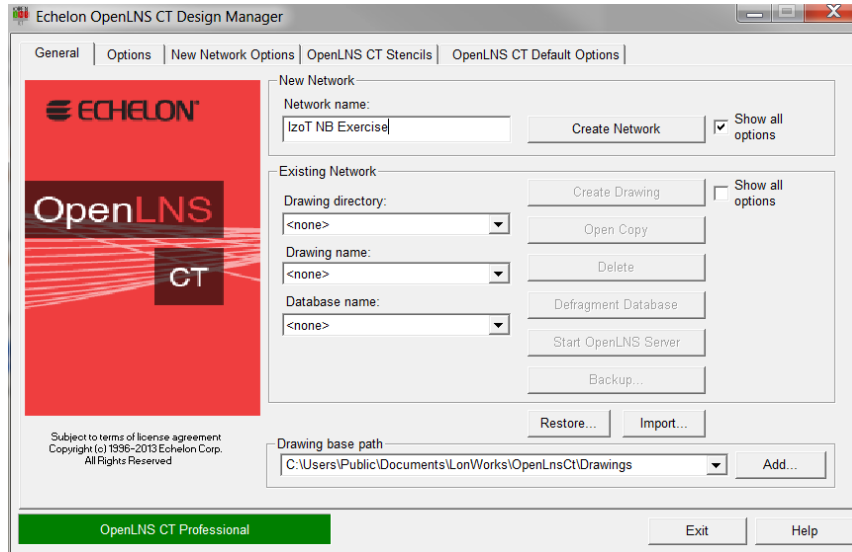 Echelon OpenLNS CT Design Manager
General
Options
New Network Options
OpenLNS CT Stencils
OpenLNS CT Default Options
ECHELON
OpenLNS
CT
Subject to terms of license agreement
Copyright (c) 1996-2013 Echelon Corp.
All Rights Reserved
New Network
Network name:
IzoT NB Exercise
Create Network
Show all
options
Existing Network
Drawing directory:
<none>
Drawing name:
<none>
Database name:
<none>
Create Drawing
Show all
options
Open Copy
Delete
Defragment Database
Start OpenLNS Server
Backup...
Restore...
Import...
Drawing base path
C:\Users\Public\Documents\LonWorks\OpenLnsCt\Drawings
Add...
OpenLNS CT Professional
Exit
Help